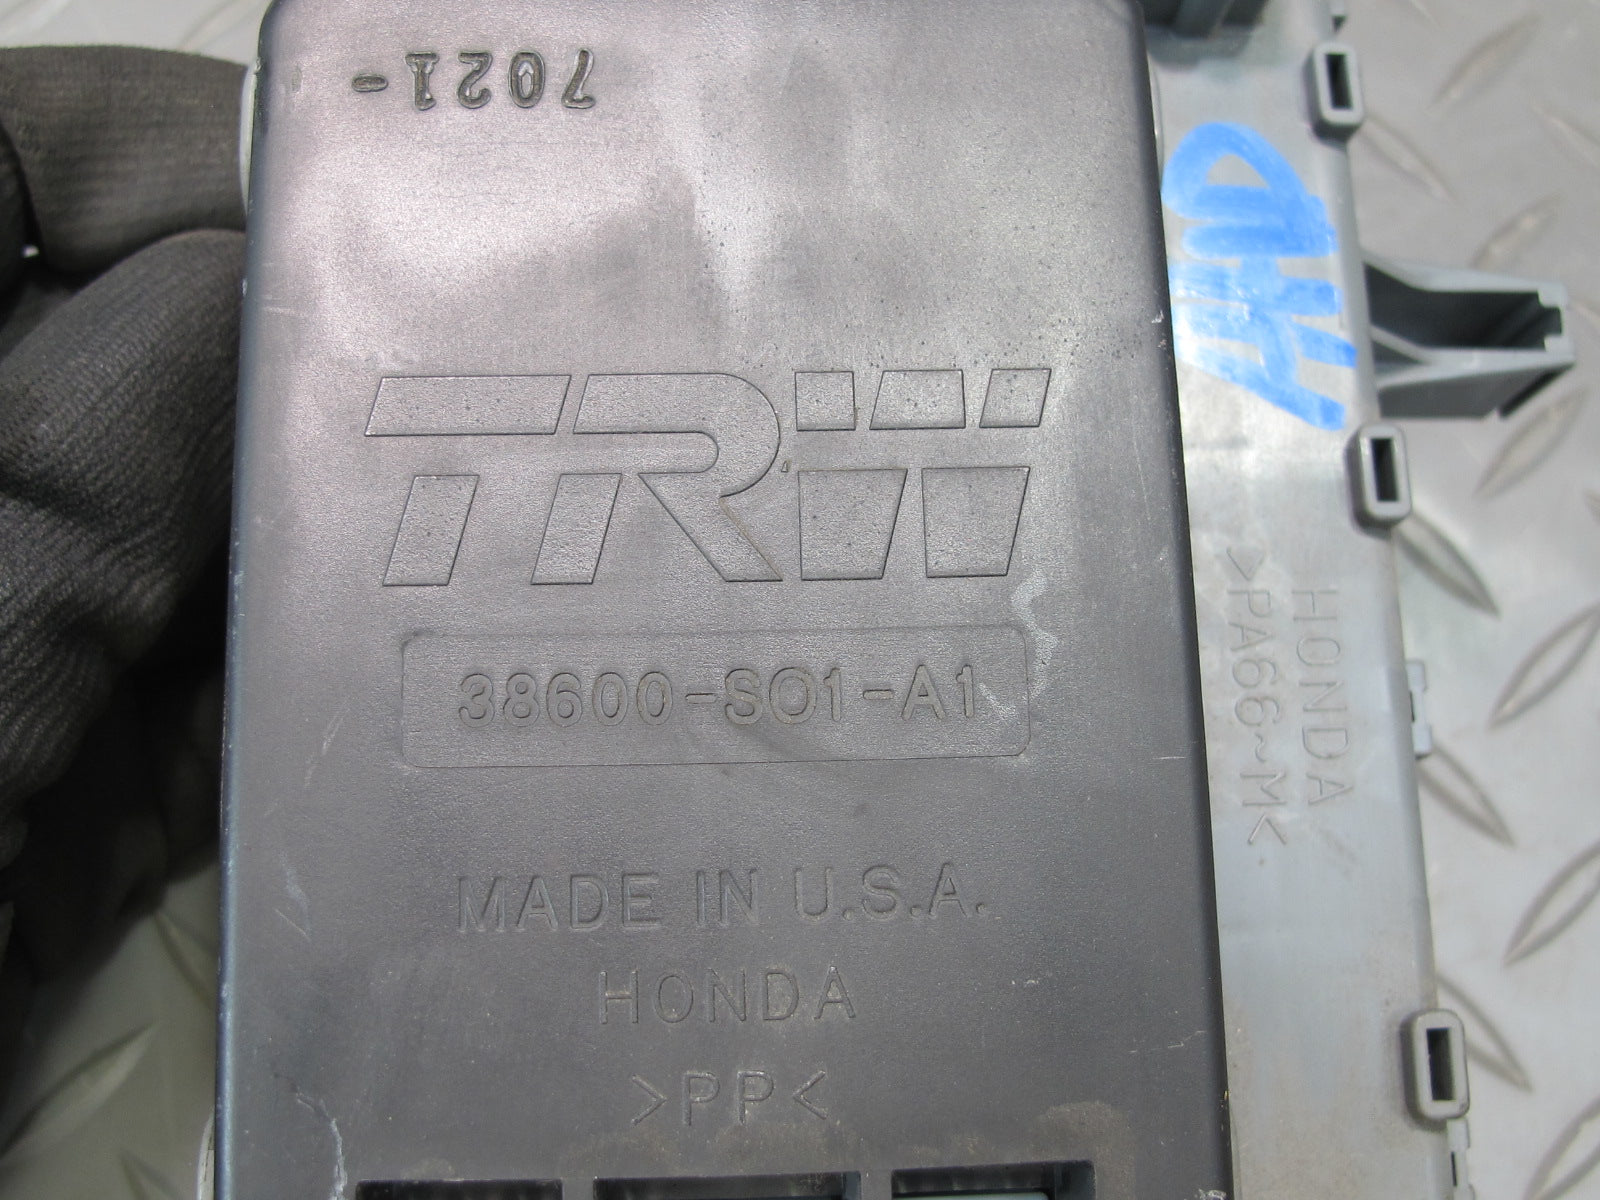 7021-
TRW
38600-SO1-A1
MADE IN U.S.A.
HONDA
>PP<
HONDA
>PA66~M<